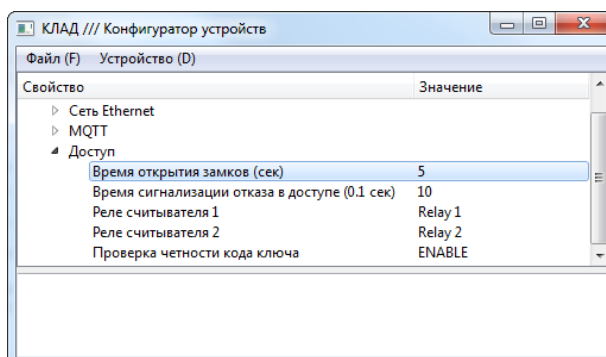 КЛАД /// Конфигуратор устройств
Файл (F) Устройство (D)
Свойство Значение
Сеть Ethernet
MQTT
Доступ
Время открытия замков (сек) 5
Время сигнализации отказа в доступе (0.1 сек) 10
Реле считывателя 1 Relay 1
Реле считывателя 2 Relay 2
Проверка четности кода ключа ENABLE